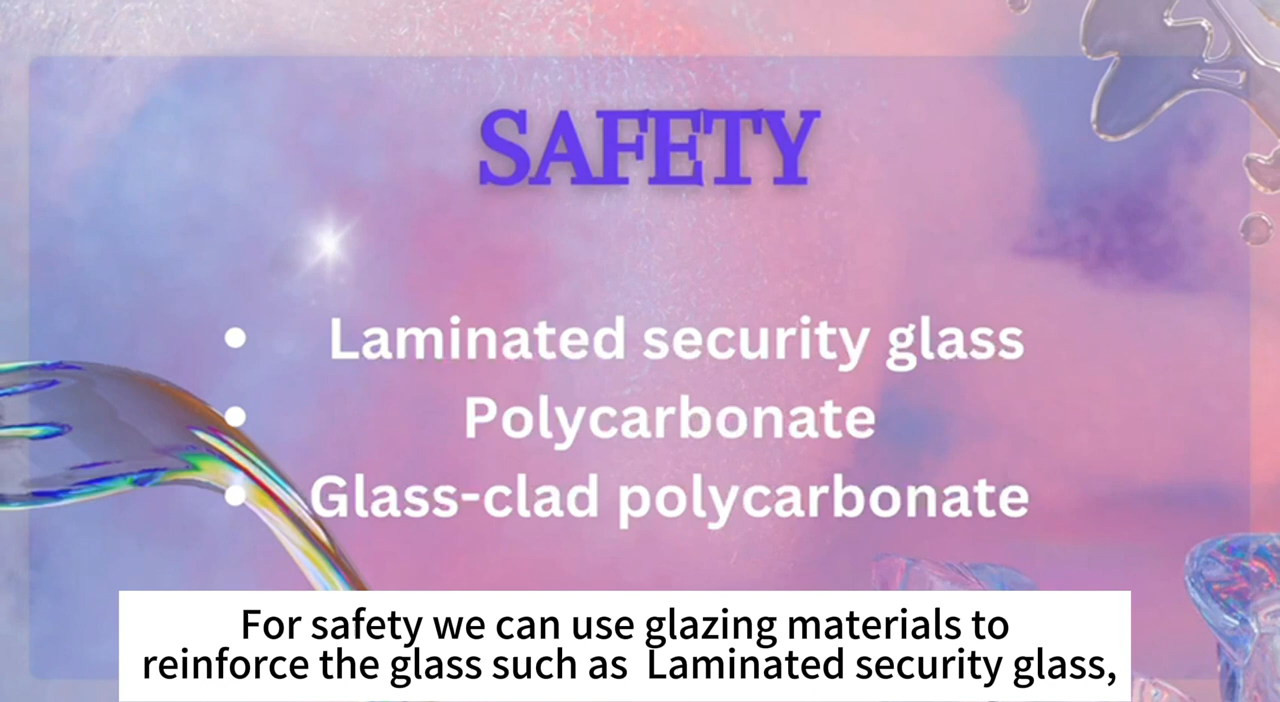 SAFETY
• Laminated security glass
• Polycarbonate
• Glass-clad polycarbonate
For safety we can use glazing materials to
reinforce the glass such as  Laminated security glass,